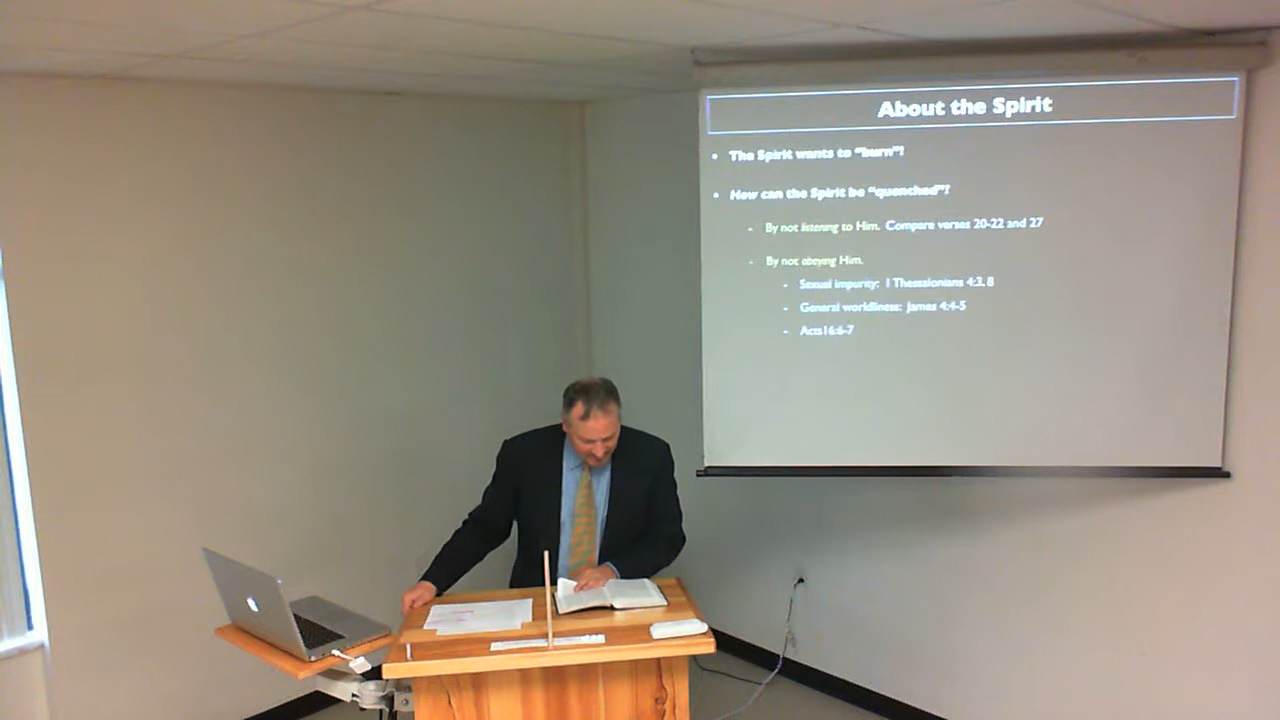 About the Spirit
• The Spirit wants to “burn”!
• How can the Spirit be “quenched”?
- By not listening to Him. Compare verses 20-22 and 27
- By not obeying Him.
- Sexual impurity: 1 Thessalonians 4:3, 8
- General worldliness: James 4:4-5
- Acts16:6-7